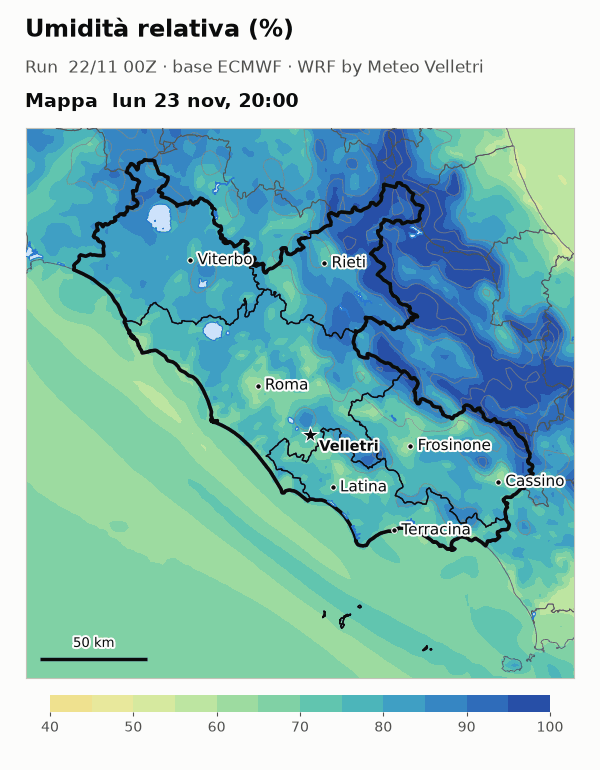 Umidità relativa (%)
Run  22/11 00Z · base ECMWF · WRF by Meteo Velletri
Mappa  lun 23 nov, 20:00
Viterbo
Rieti
Roma
Velletri
Frosinone
Cassino
Latina
Terracina
50 km
40 50 60 70 80 90 100